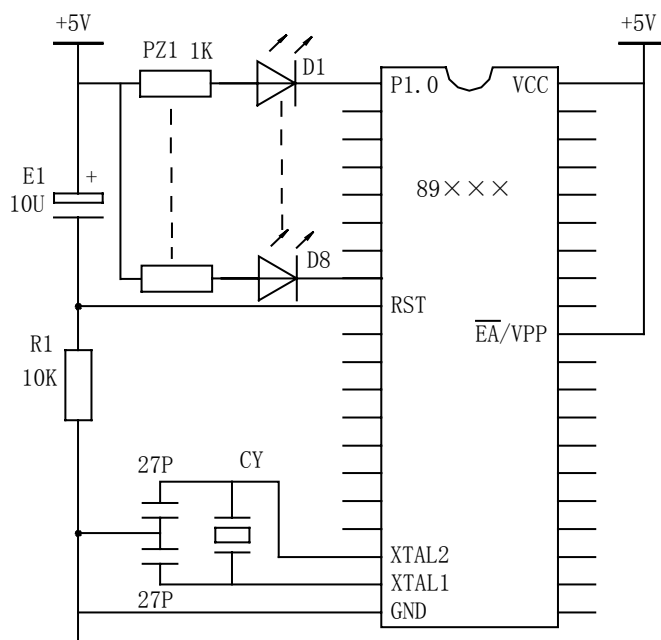 +5V
+5V
PZ1 1K
D1
P1.0
VCC
E1
+
10U
89×××
D8
RST
EA/VPP
R1
10K
27P
CY
XTAL2
XTAL1
27P
GND